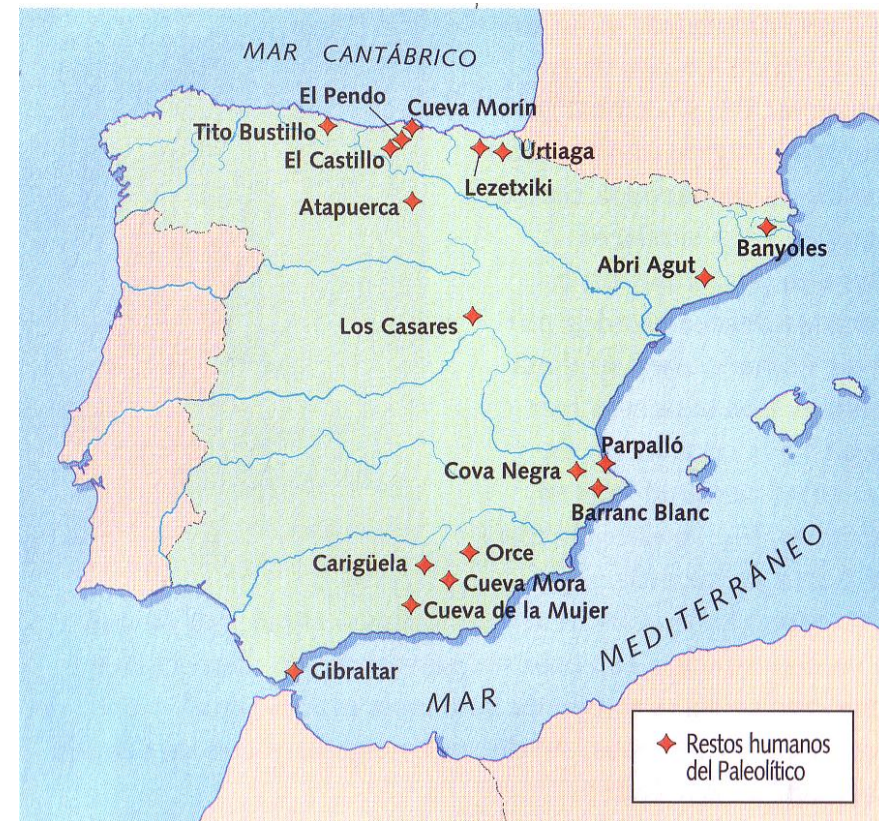 MAR CANTÁBRICO
El Pendo
Cueva Morín
Tito Bustillo
El Castillo
Urtiaga
Lezetxiki
Atapuerca
Banyoles
Abri Agut
Los Casares
Parpalló
Cova Negra
Barranc Blanc
Orce
Carigüela
Cueva Mora
Cueva de la Mujer
Gibraltar
MAR MEDITERRÁNEO
Restos humanos
del Paleolítico